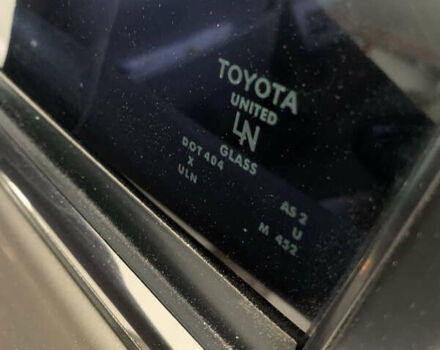 TOYOTA
UNITED
LN
GLASS
DOT 404 AS 2
X U
ULN M 452